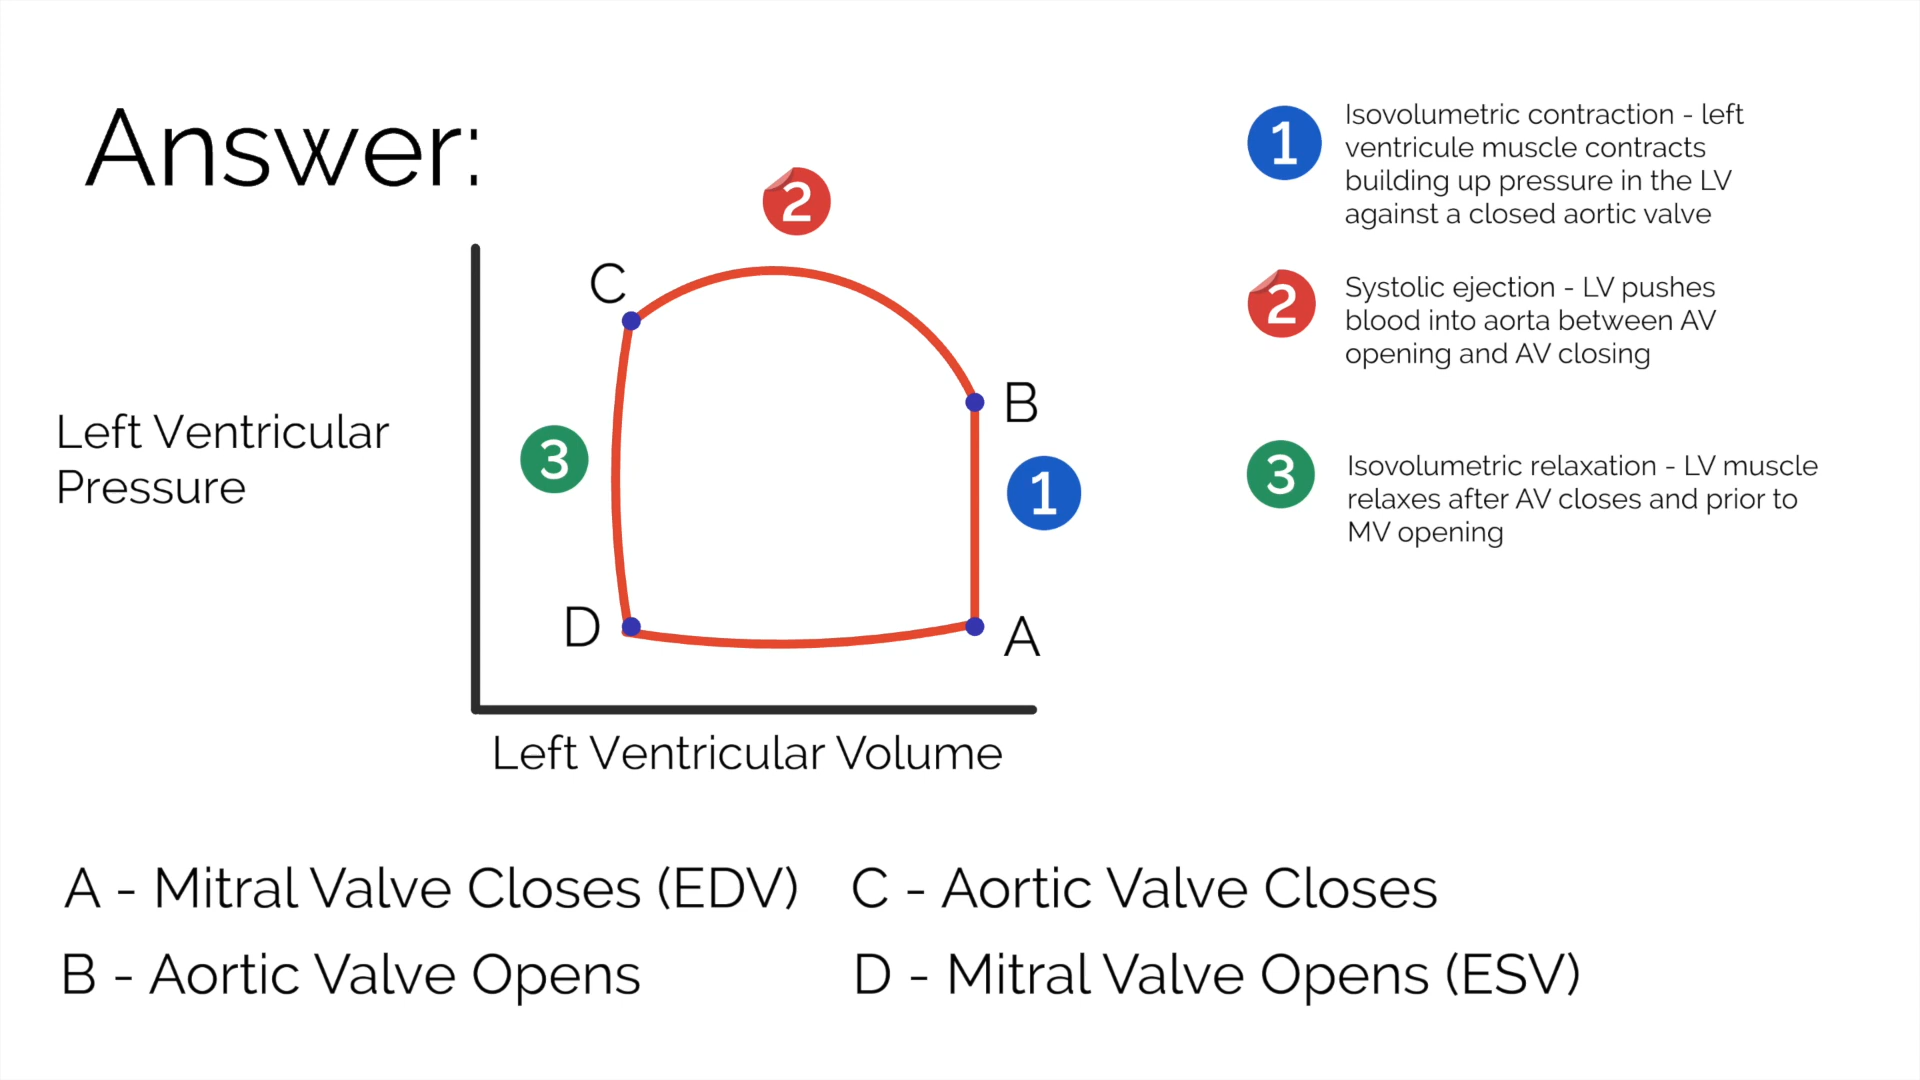 Answer:
1
Isovolumetric contraction - left
ventricule muscle contracts
building up pressure in the LV
against a closed aortic valve
2
Systolic ejection - LV pushes
blood into aorta between AV
opening and AV closing
3
Isovolumetric relaxation - LV muscle
relaxes after AV closes and prior to
MV opening
2
C
B
Left Ventricular
Pressure
3
1
D
A
Left Ventricular Volume
A - Mitral Valve Closes (EDV)
B - Aortic Valve Opens
C - Aortic Valve Closes
D - Mitral Valve Opens (ESV)